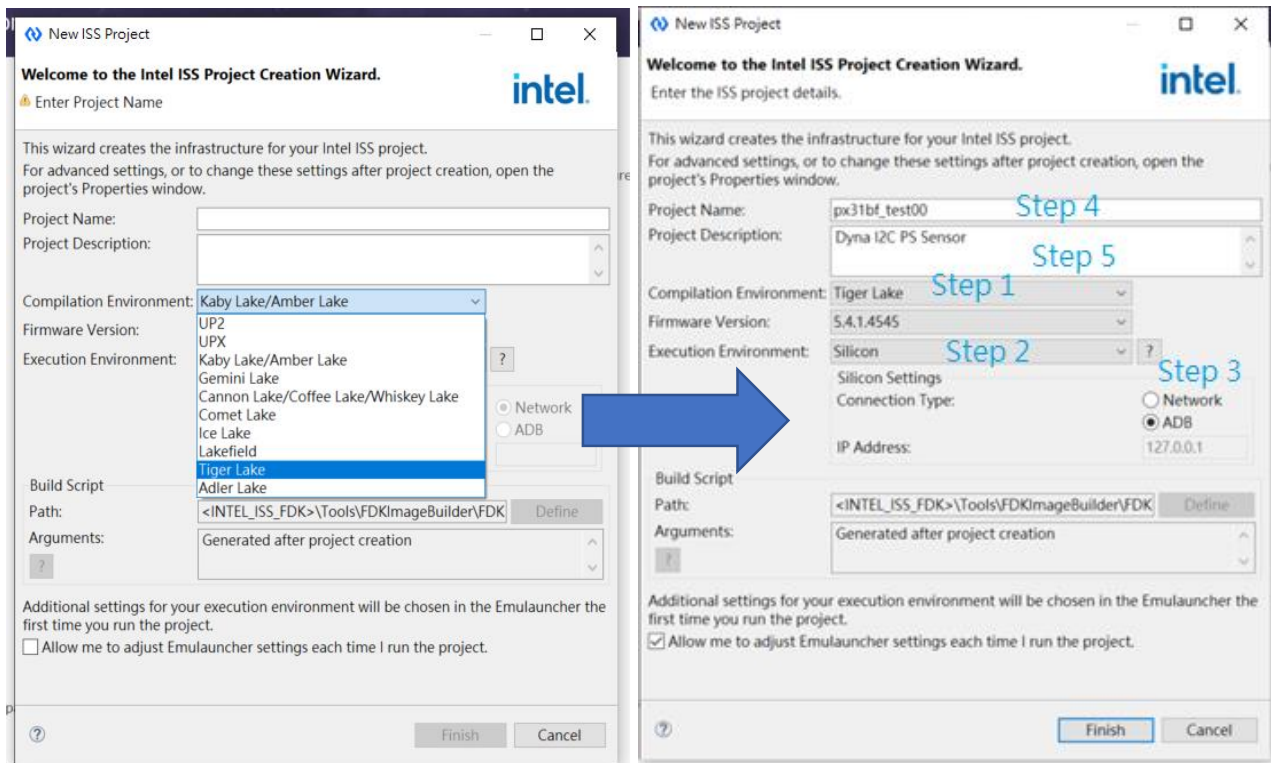 New ISS Project
Welcome to the Intel ISS Project Creation Wizard.
Enter Project Name
intel.
This wizard creates the infrastructure for your Intel ISS project.
For advanced settings, or to change these settings after project creation, open the
project's Properties window.
Project Name:
Project Description:
Compilation Environment: Kaby Lake/Amber Lake
Firmware Version:
Execution Environment:
?
UP2
UPX
Kaby Lake/Amber Lake
Gemini Lake
Cannon Lake/Coffee Lake/Whiskey Lake
Comet Lake
Ice Lake
Lakefield
Tiger Lake
Adler Lake
Network
ADB
Build Script
Path: <INTEL_ISS_FDK>\Tools\FDKImageBuilder\FDK Define
Arguments: Generated after project creation
?
Additional settings for your execution environment will be chosen in the Emulauncher the
first time you run the project.
Allow me to adjust Emulauncher settings each time I run the project.
?
Finish Cancel
New ISS Project
Welcome to the Intel ISS Project Creation Wizard.
Enter the ISS project details.
intel.
This wizard creates the infrastructure for your Intel ISS project.
For advanced settings, or to change these settings after project creation, open the
project's Properties window.
Project Name: px31bf_test00 Step 4
Project Description: Dyna I2C PS Sensor
Step 5
Compilation Environment: Tiger Lake Step 1
Firmware Version: 5.4.1.4545
Execution Environment: Silicon Step 2 ?
Silicon Settings Step 3
Connection Type: Network
ADB
IP Address: 127.0.0.1
Build Script
Path: <INTEL_ISS_FDK>\Tools\FDKImageBuilder\FDK Define
Arguments: Generated after project creation
?
Additional settings for your execution environment will be chosen in the Emulauncher the
first time you run the project.
Allow me to adjust Emulauncher settings each time I run the project.
?
Finish Cancel